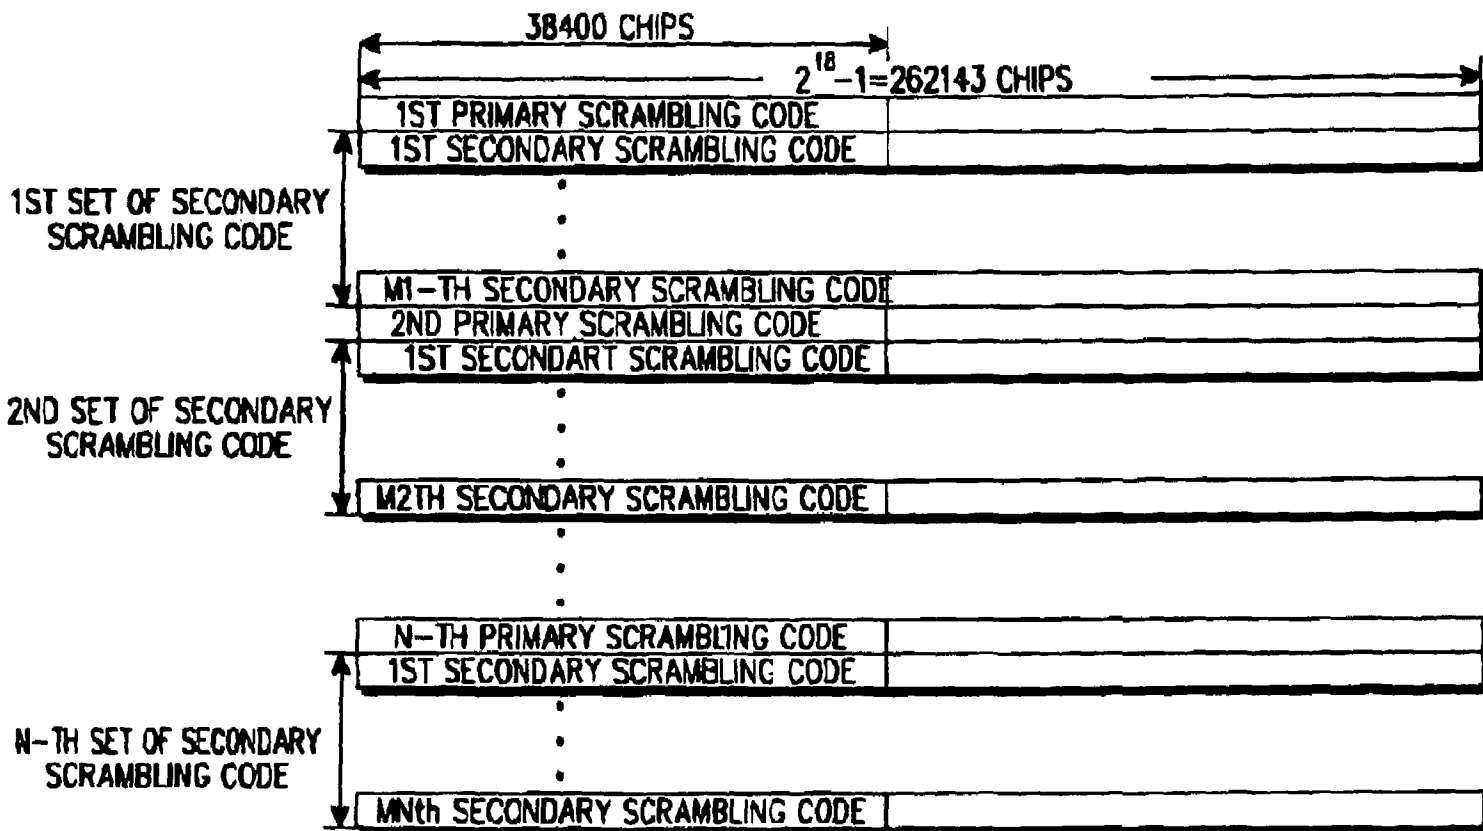 38400 CHIPS
2^18-1=262143 CHIPS
1ST PRIMARY SCRAMBLING CODE
1ST SECONDARY SCRAMBLING CODE
1ST SET OF SECONDARY
SCRAMBLING CODE
M1-TH SECONDARY SCRAMBLING CODE
2ND PRIMARY SCRAMBLING CODE
1ST SECONDART SCRAMBLING CODE
2ND SET OF SECONDARY
SCRAMBLING CODE
M2TH SECONDARY SCRAMBLING CODE
N-TH PRIMARY SCRAMBLING CODE
1ST SECONDARY SCRAMBLING CODE
N-TH SET OF SECONDARY
SCRAMBLING CODE
MNth SECONDARY SCRAMBLING CODE